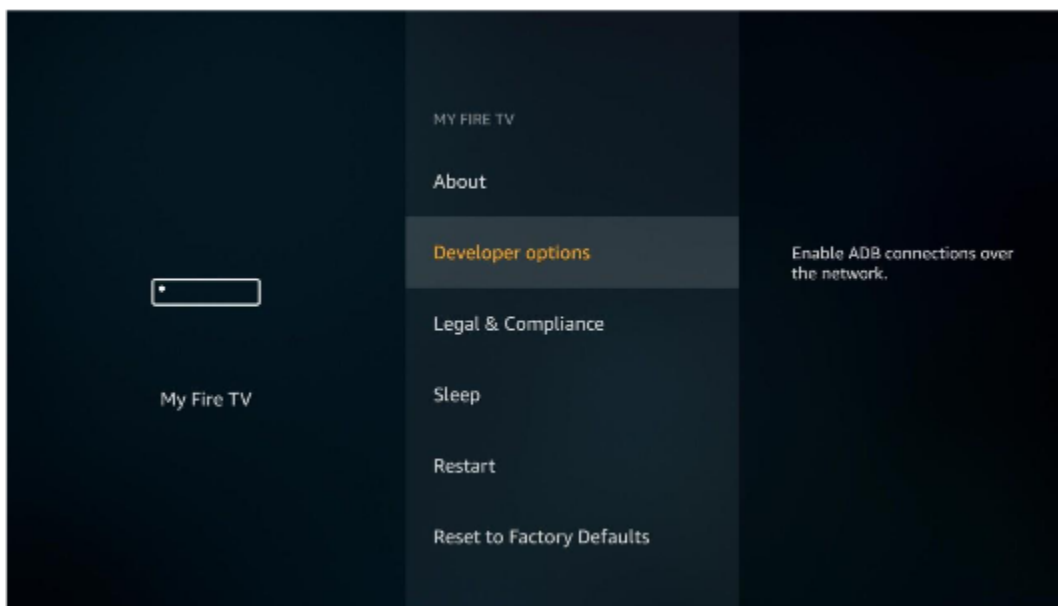 My Fire TV
MY FIRE TV
About
Developer options
Legal & Compliance
Sleep
Restart
Reset to Factory Defaults
Enable ADB connections over
the network.